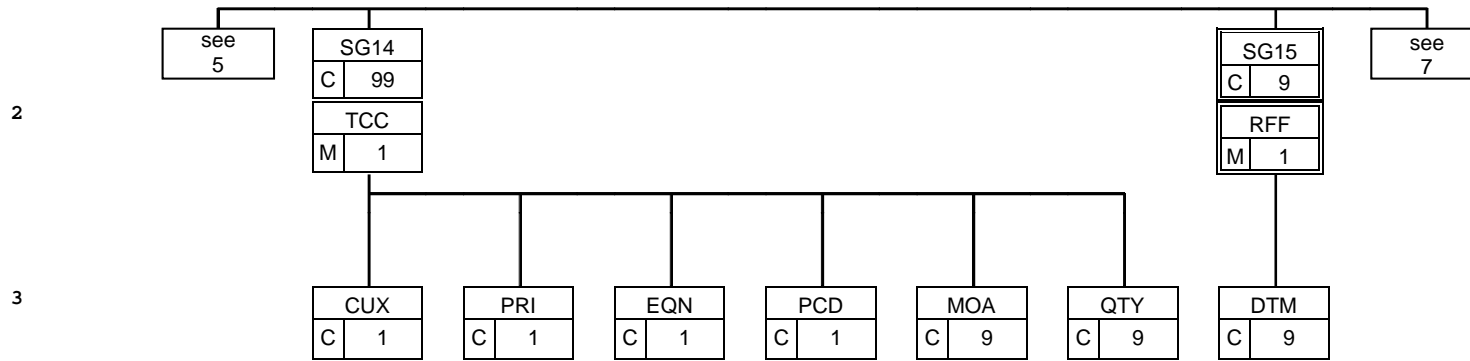 see
5
SG14
C 99
SG15
C 9
see
7
2
TCC
M 1
RFF
M 1
3
CUX
C 1
PRI
C 1
EQN
C 1
PCD
C 1
MOA
C 9
QTY
C 9
DTM
C 9